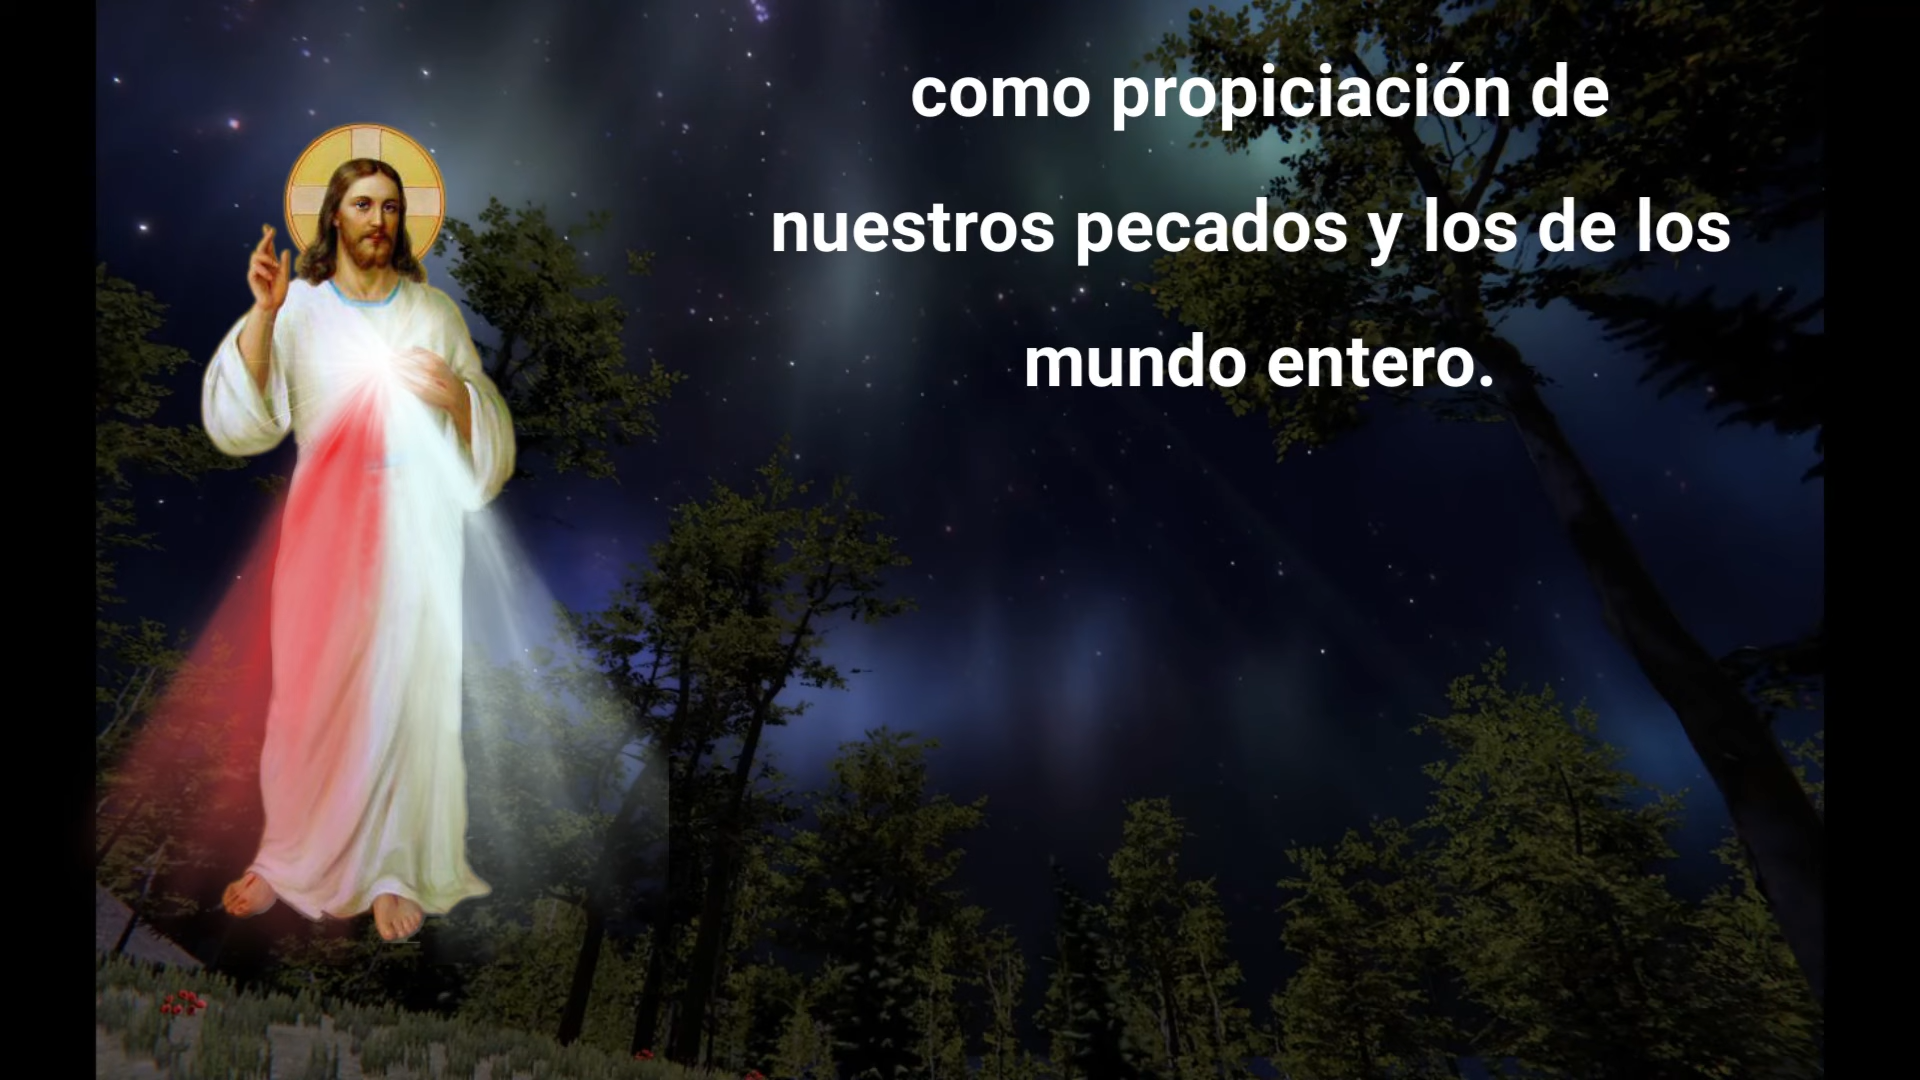 como propiciación de
nuestros pecados y los de los
mundo entero.